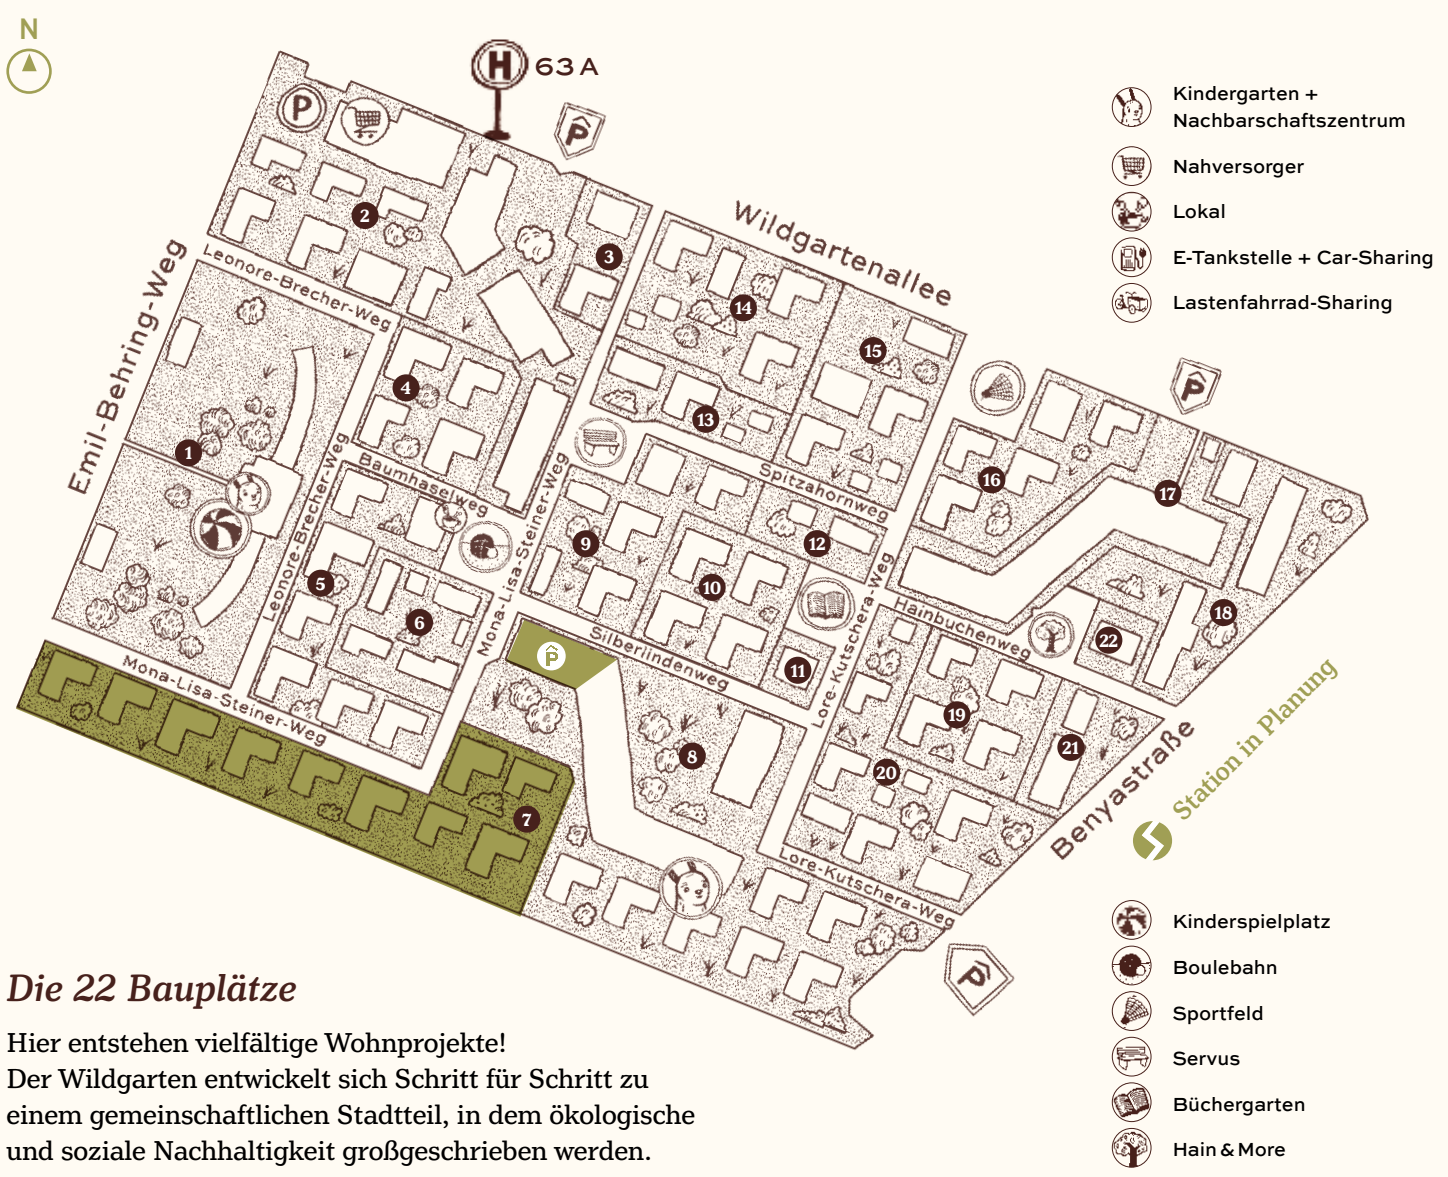 N
H 63 A
P
P
Kindergarten +
Nachbarschaftszentrum
Nahversorger
Lokal
E-Tankstelle + Car-Sharing
Lastenfahrrad-Sharing
Wildgartenallee
Emil-Behring-Weg
Leonore-Brecher-Weg
2
3
14
15
P
4
13
1
Baumhaselweg
Leonore-Brecher-Weg
Mona-Lisa-Steiner-Weg
Spitzahornweg
16
17
9
12
5
10
6
Lore-Kutschera-Weg
Hainbuchenweg
18
22
P
Silberlindenweg
11
Mona-Lisa-Steiner-Weg
19
21
8
20
7
Benyastraße
Station in Planung
Lore-Kutschera-Weg
P
Kinderspielplatz
Boulebahn
Sportfeld
Servus
Büchergarten
Hain & More
Die 22 Bauplätze
Hier entstehen vielfältige Wohnprojekte!
Der Wildgarten entwickelt sich Schritt für Schritt zu
einem gemeinschaftlichen Stadtteil, in dem ökologische
und soziale Nachhaltigkeit großgeschrieben werden.